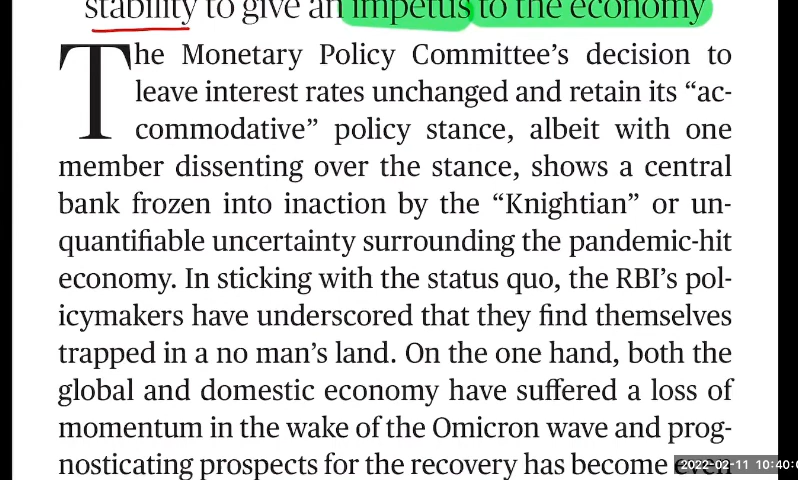 stability to give an impetus to the economy
The Monetary Policy Committee’s decision to
leave interest rates unchanged and retain its “ac-
commodative” policy stance, albeit with one
member dissenting over the stance, shows a central
bank frozen into inaction by the “Knightian” or un-
quantifiable uncertainty surrounding the pandemic-hit
economy. In sticking with the status quo, the RBI’s pol-
icymakers have underscored that they find themselves
trapped in a no man’s land. On the one hand, both the
global and domestic economy have suffered a loss of
momentum in the wake of the Omicron wave and prog-
nosticating prospects for the recovery has become even
2022-02-11 10:40:0